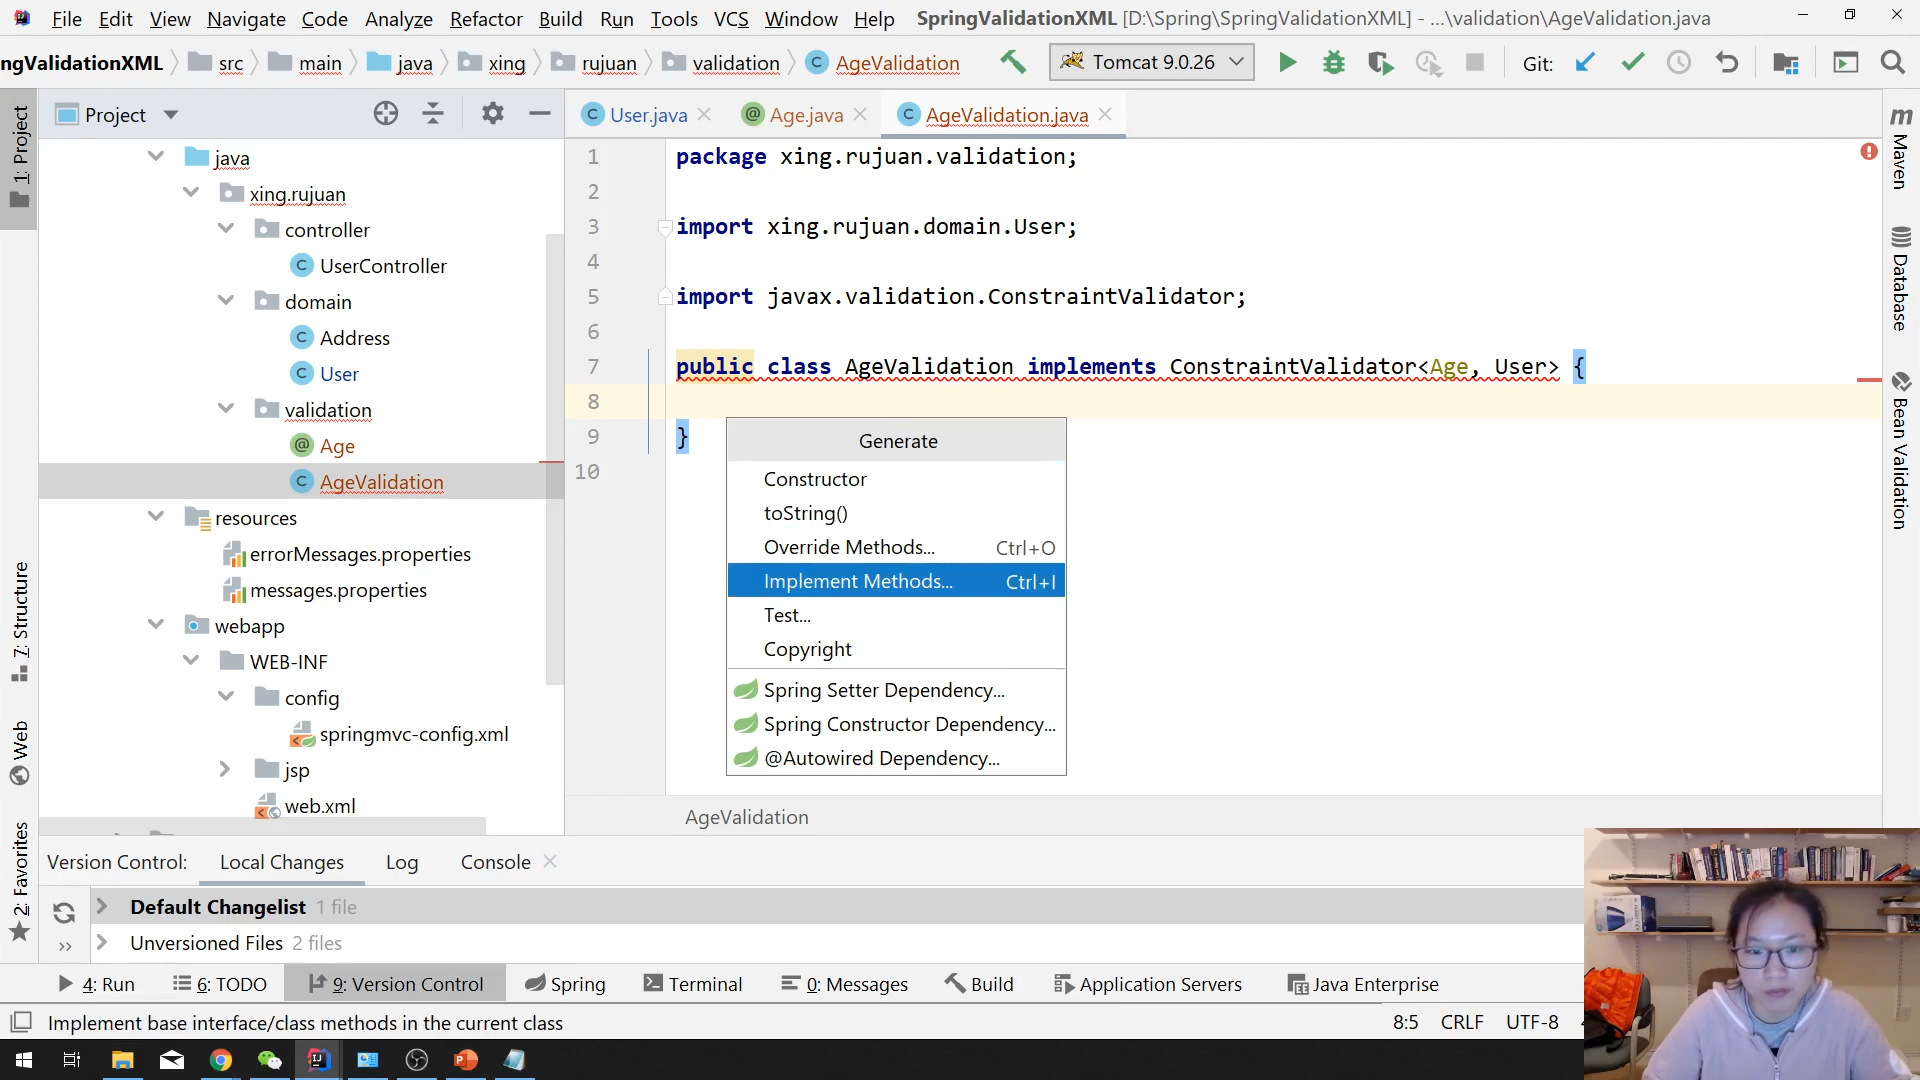 File Edit View Navigate Code Analyze Refactor Build Run Tools VCS Window Help SpringValidationXML [D:\Spring\SpringValidationXML] - ...\validation\AgeValidation.java
ngValidationXML src main java xing rujuan validation AgeValidation Tomcat 9.0.26 Git:
1: Project
7: Structure
Web
2: Favorites
Project
java
xing.rujuan
controller
UserController
domain
Address
User
validation
Age
AgeValidation
resources
errorMessages.properties
messages.properties
webapp
WEB-INF
config
springmvc-config.xml
jsp
web.xml
User.java Age.java AgeValidation.java
1 package xing.rujuan.validation;
2
3 import xing.rujuan.domain.User;
4
5 import javax.validation.ConstraintValidator;
6
7 public class AgeValidation implements ConstraintValidator<Age, User> {
8
9 }
10
Generate
Constructor
toString()
Override Methods... Ctrl+O
Implement Methods... Ctrl+I
Test...
Copyright
Spring Setter Dependency...
Spring Constructor Dependency...
@Autowired Dependency...
AgeValidation
Maven
Database
Bean Validation
Version Control: Local Changes Log Console
Default Changelist 1 file
Unversioned Files 2 files
4: Run 6: TODO 9: Version Control Spring Terminal 0: Messages Build Application Servers Java Enterprise
Implement base interface/class methods in the current class 8:5 CRLF UTF-8